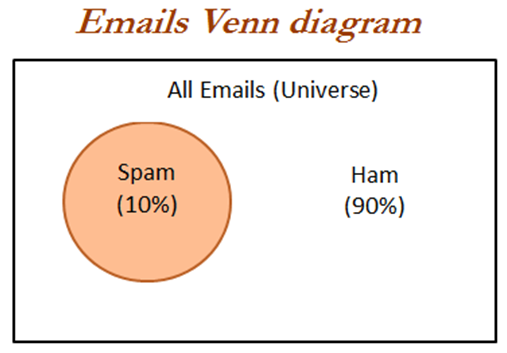 Emails Venn diagram
All Emails (Universe)
Spam
(10%)
Ham
(90%)